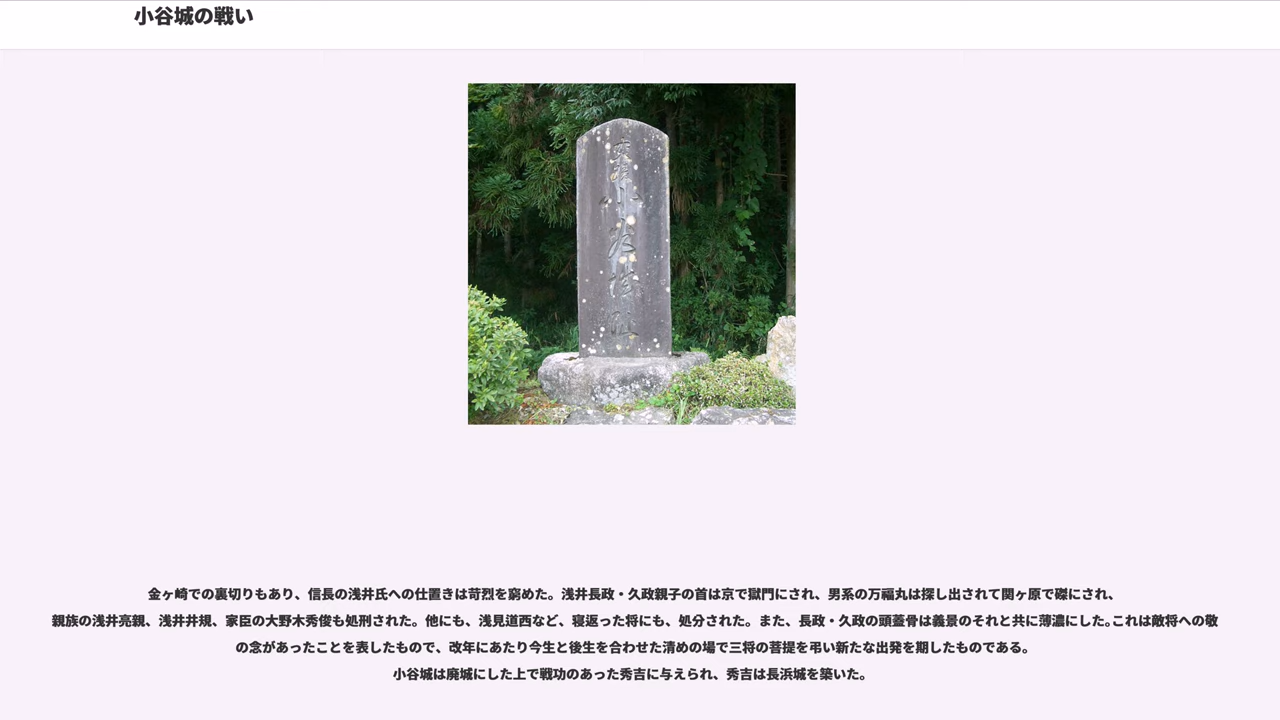 小谷城の戦い
金ヶ崎での裏切りもあり、信長の浅井氏への仕置きは苛烈を窮めた。浅井長政・久政親子の首は京で獄門にされ、男系の万福丸は探し出されて関ヶ原で磔にされ、
親族の浅井亮親、浅井井規、家臣の大野木秀俊も処刑された。他にも、浅見道西など、寝返った将にも、処分された。また、長政・久政の頭蓋骨は義景のそれと共に薄濃にした。これは敵将への敬
の念があったことを表したもので、改年にあたり今生と後生を合わせた清めの場で三将の菩提を弔い新たな出発を期したものである。
小谷城は廃城にした上で戦功のあった秀吉に与えられ、秀吉は長浜城を築いた。